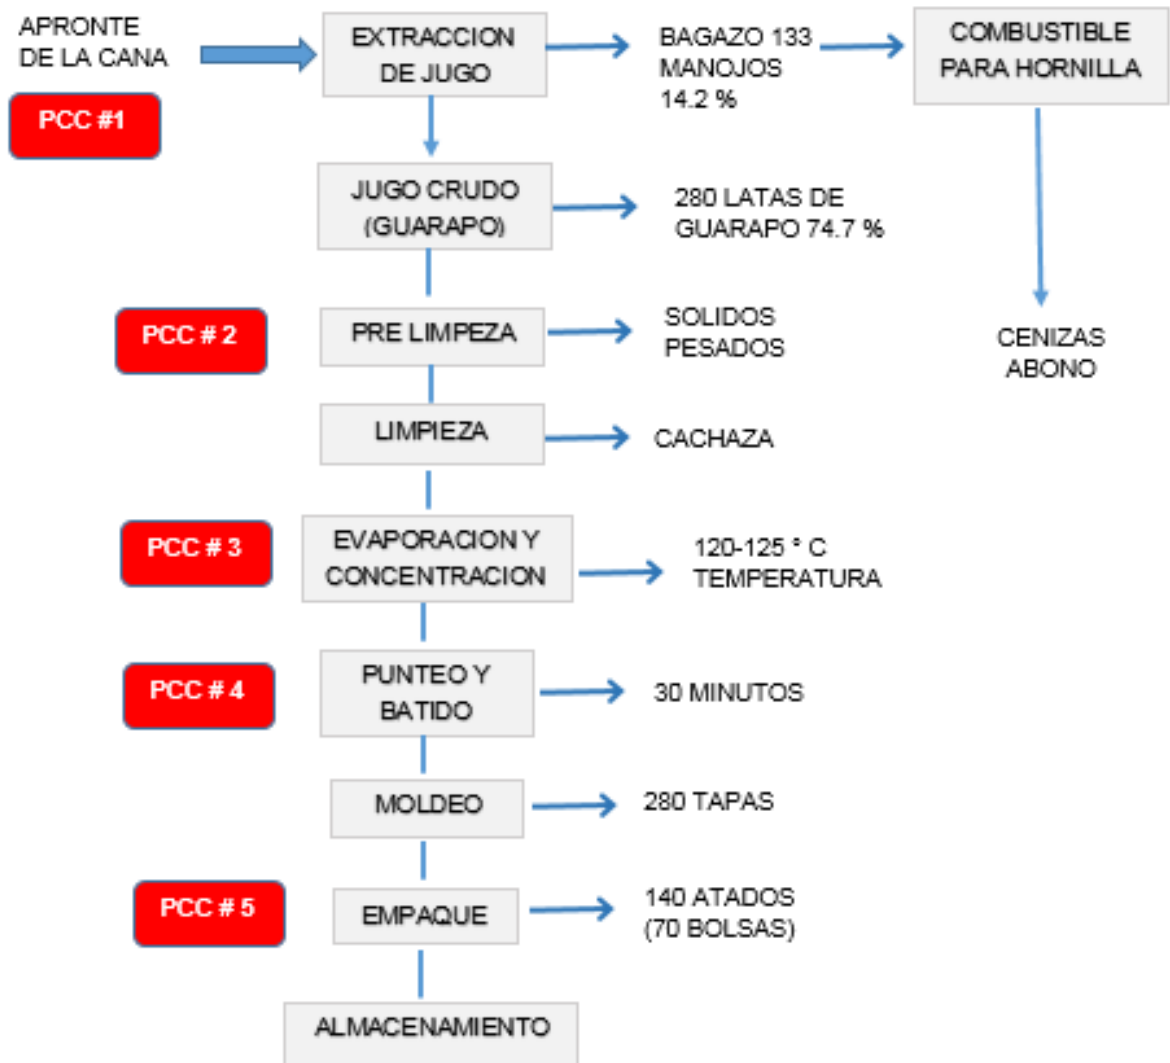 APRONTE
DE LA CANA
EXTRACCION
DE JUGO
BAGAZO 133
MANOJOS
14.2 %
COMBUSTIBLE
PARA HORNILLA
PCC #1
JUGO CRUDO
(GUARAPO)
280 LATAS DE
GUARAPO 74.7 %
PCC # 2
PRE LIMPEZA
SOLIDOS
PESADOS
CENIZAS
ABONO
LIMPIEZA
CACHAZA
PCC # 3
EVAPORACION Y
CONCENTRACION
120-125 ° C
TEMPERATURA
PCC # 4
PUNTEO Y
BATIDO
30 MINUTOS
MOLDEO
280 TAPAS
PCC # 5
EMPAQUE
140 ATADOS
(70 BOLSAS)
ALMACENAMIENTO